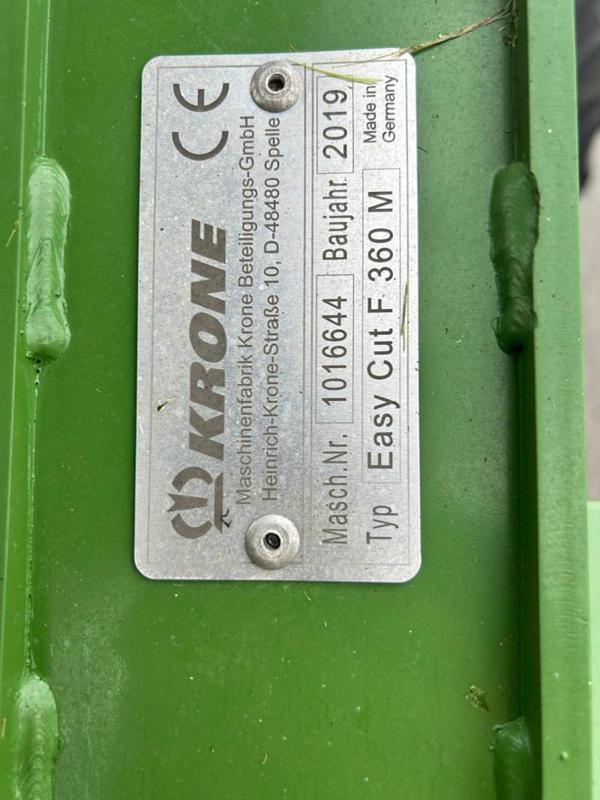 KRONE CE
Maschinenfabrik Krone Beteiligungs-GmbH
Heinrich-Krone-Straße 10, D-48480 Spelle
Masch.Nr. 1016644 Baujahr 2019
Typ Easy Cut F 360 M Made in
Germany